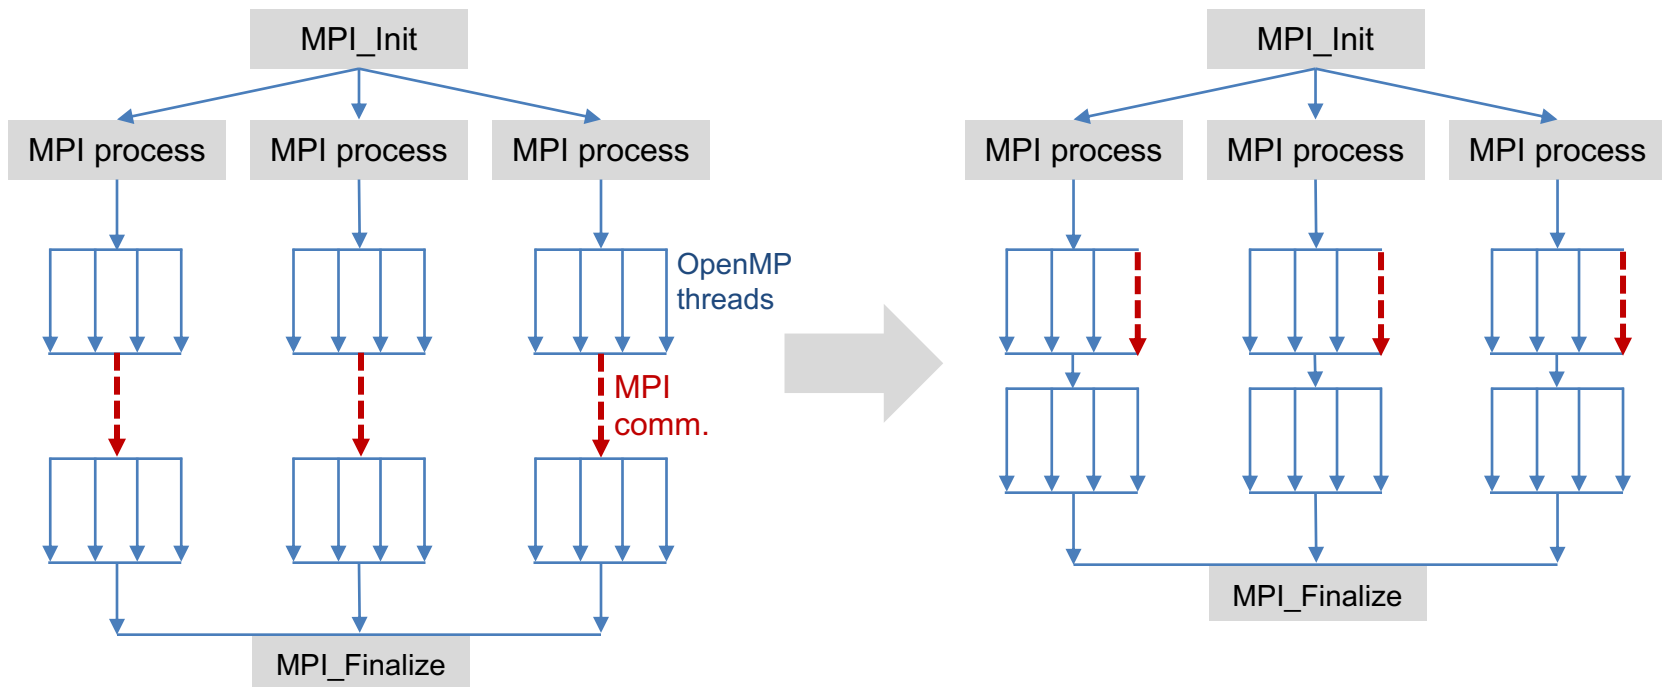 MPI_Init
MPI process
MPI process
MPI process
OpenMP
threads
MPI
comm.
MPI_Finalize
MPI_Init
MPI process
MPI process
MPI process
MPI_Finalize